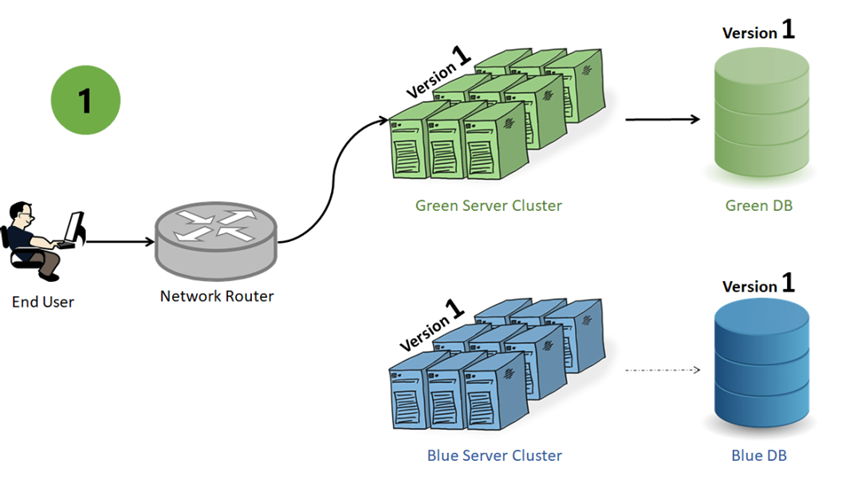 Version 1
1
Version 1
Green Server Cluster
Green DB
End User
Network Router
Version 1
Version 1
Blue Server Cluster
Blue DB